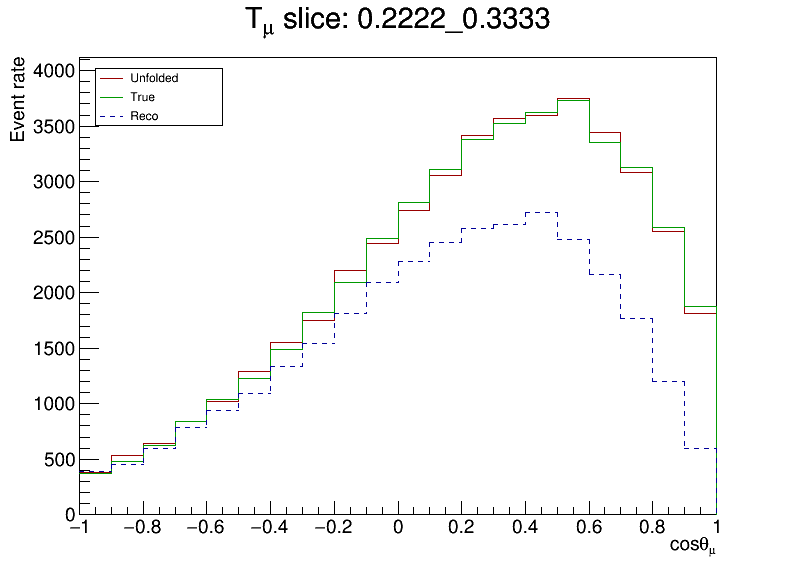 Tμ slice: 0.2222_0.3333
Event rate
Unfolded
True
Reco
4000
3500
3000
2500
2000
1500
1000
500
0
−1 −0.8 −0.6 −0.4 −0.2 0 0.2 0.4 0.6 0.8 1
cosθμ